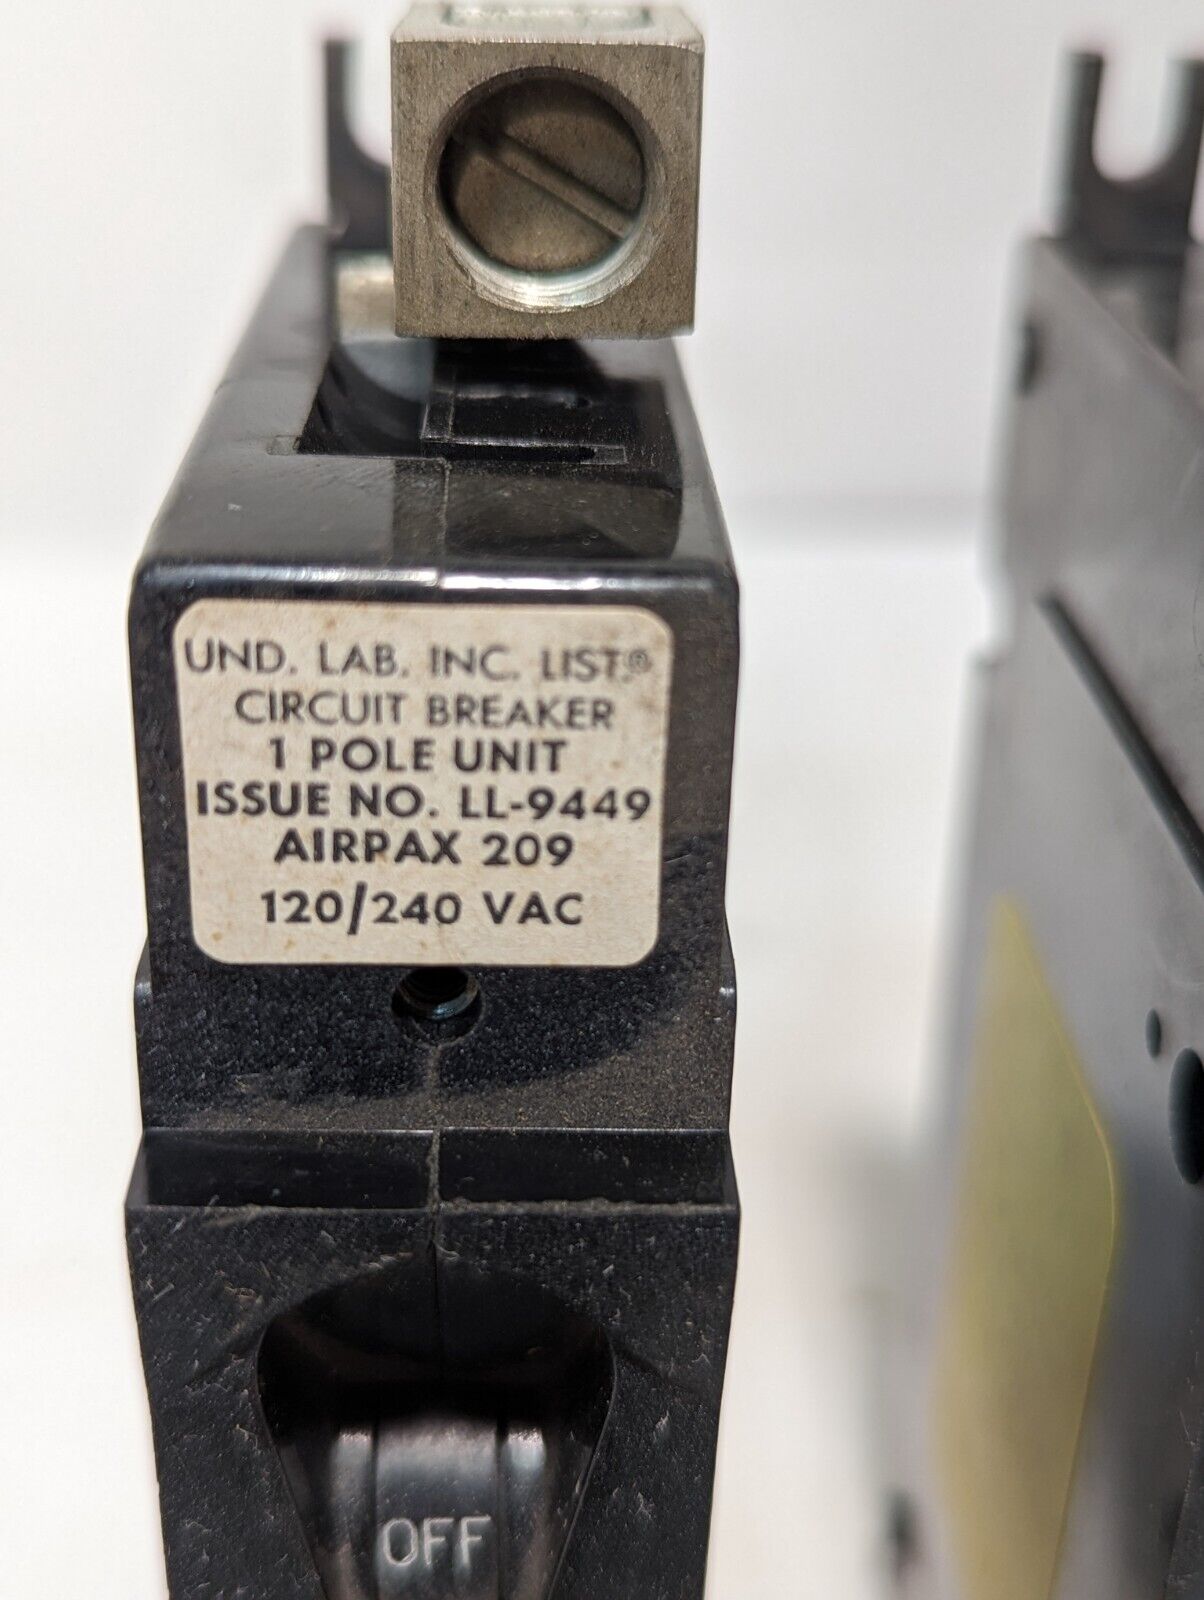 UND. LAB. INC. LIST.®
CIRCUIT BREAKER
1 POLE UNIT
ISSUE NO. LL-9449
AIRPAX 209
120/240 VAC
OFF